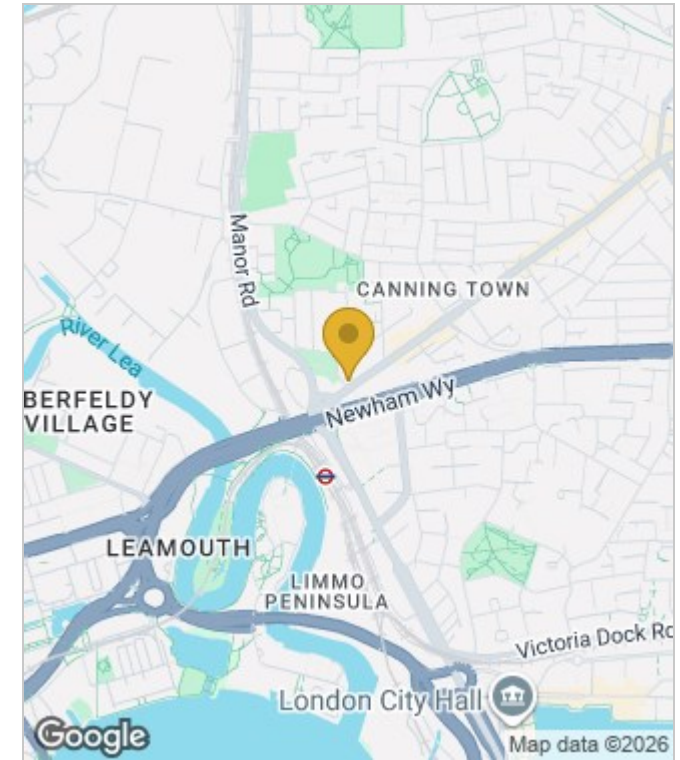 Manor Rd
CANNING TOWN
River Lea
BERFELDY
VILLAGE
Newham Wy
LEAMOUTH
LIMMO
PENINSULA
Victoria Dock Rd
London City Hall
Google
Map data ©2026